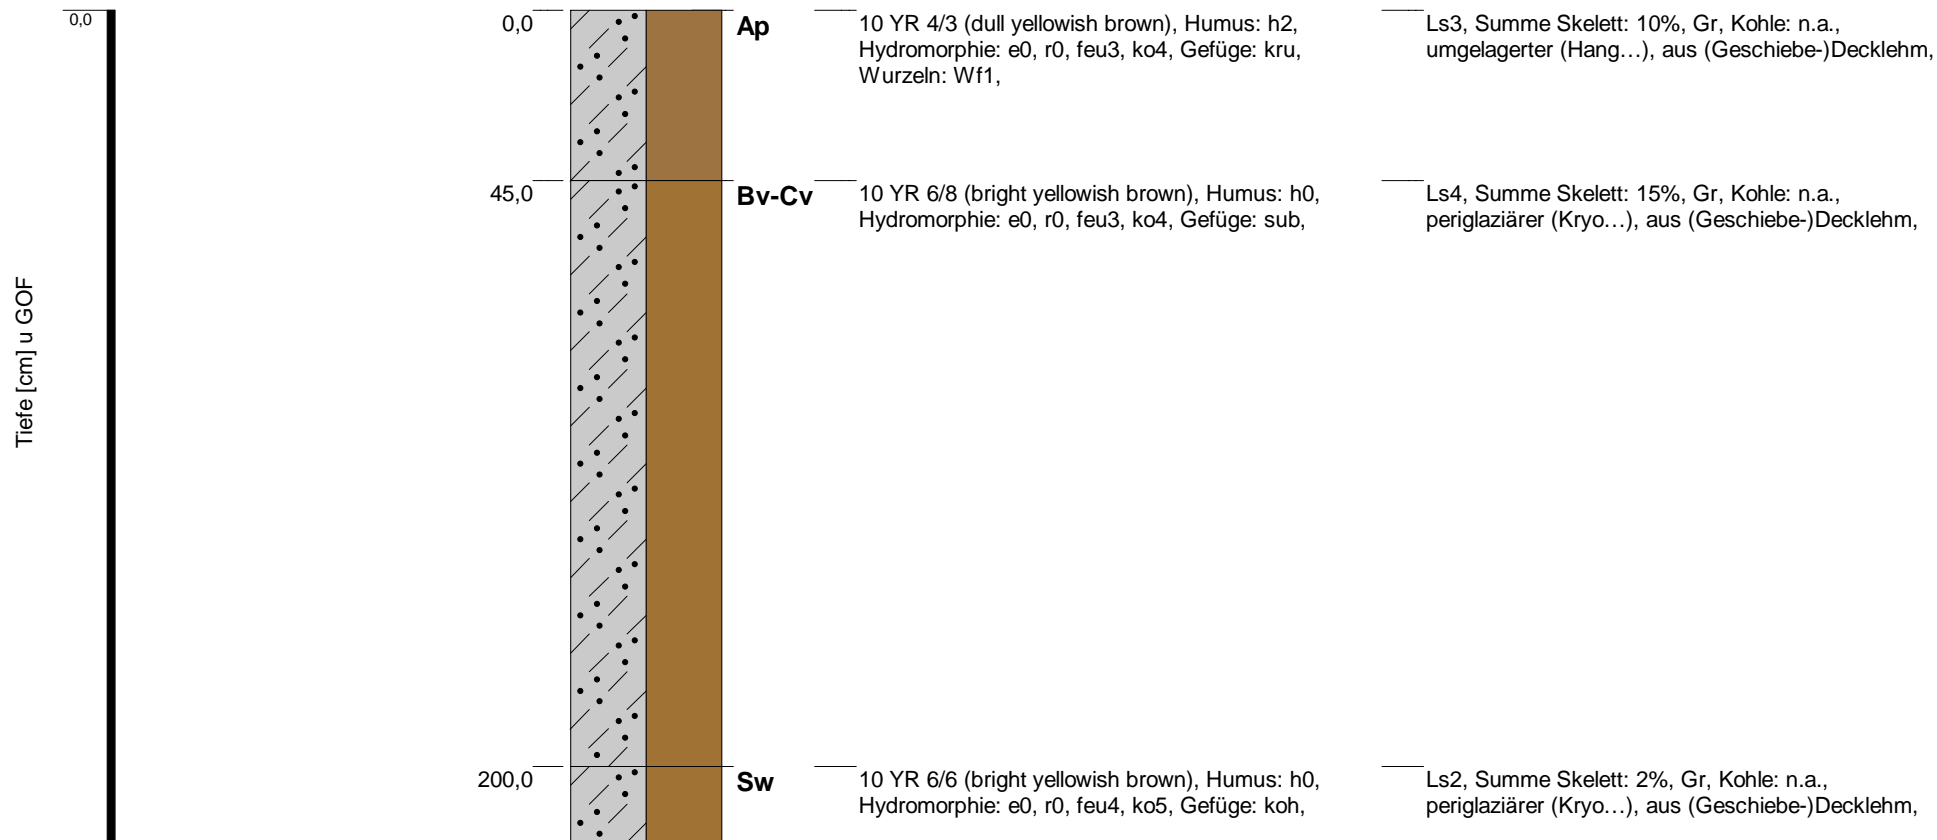 0,0
Tiefe [cm] u GOF
0,0
Ap
10 YR 4/3 (dull yellowish brown), Humus: h2,
Hydromorphie: e0, r0, feu3, ko4, Gefüge: kru,
Wurzeln: Wf1,
Ls3, Summe Skelett: 10%, Gr, Kohle: n.a.,
umgelagerter (Hang…), aus (Geschiebe-)Decklehm,
45,0
Bv-Cv
10 YR 6/8 (bright yellowish brown), Humus: h0,
Hydromorphie: e0, r0, feu3, ko4, Gefüge: sub,
Ls4, Summe Skelett: 15%, Gr, Kohle: n.a.,
periglaziärer (Kryo…), aus (Geschiebe-)Decklehm,
200,0
Sw
10 YR 6/6 (bright yellowish brown), Humus: h0,
Hydromorphie: e0, r0, feu4, ko5, Gefüge: koh,
Ls2, Summe Skelett: 2%, Gr, Kohle: n.a.,
periglaziärer (Kryo…), aus (Geschiebe-)Decklehm,